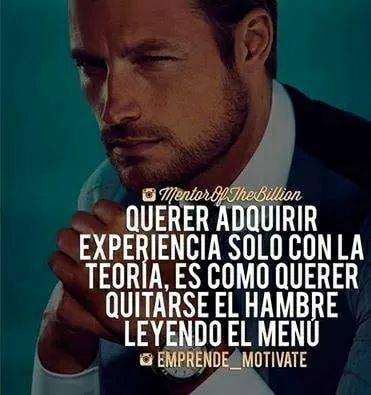 MentorOfTheBillion
QUERER ADQUIRIR
EXPERIENCIA SOLO CON LA
TEORÍA, ES COMO QUERER
QUITARSE EL HAMBRE
LEYENDO EL MENÚ
EMPRENDE_MOTIVATE